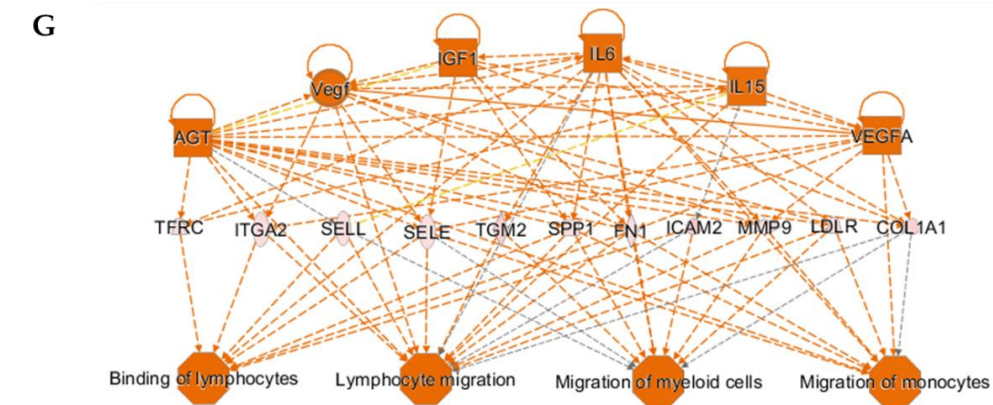 G
IGF1
IL6
Vegf
IL15
AGT
VEGFA
TFRC
ITGA2
SELL
SELE
TGM2
SPP1
FN1
ICAM2
MMP9
LDLR
COL1A1
Binding of lymphocytes
Lymphocyte migration
Migration of myeloid cells
Migration of monocytes